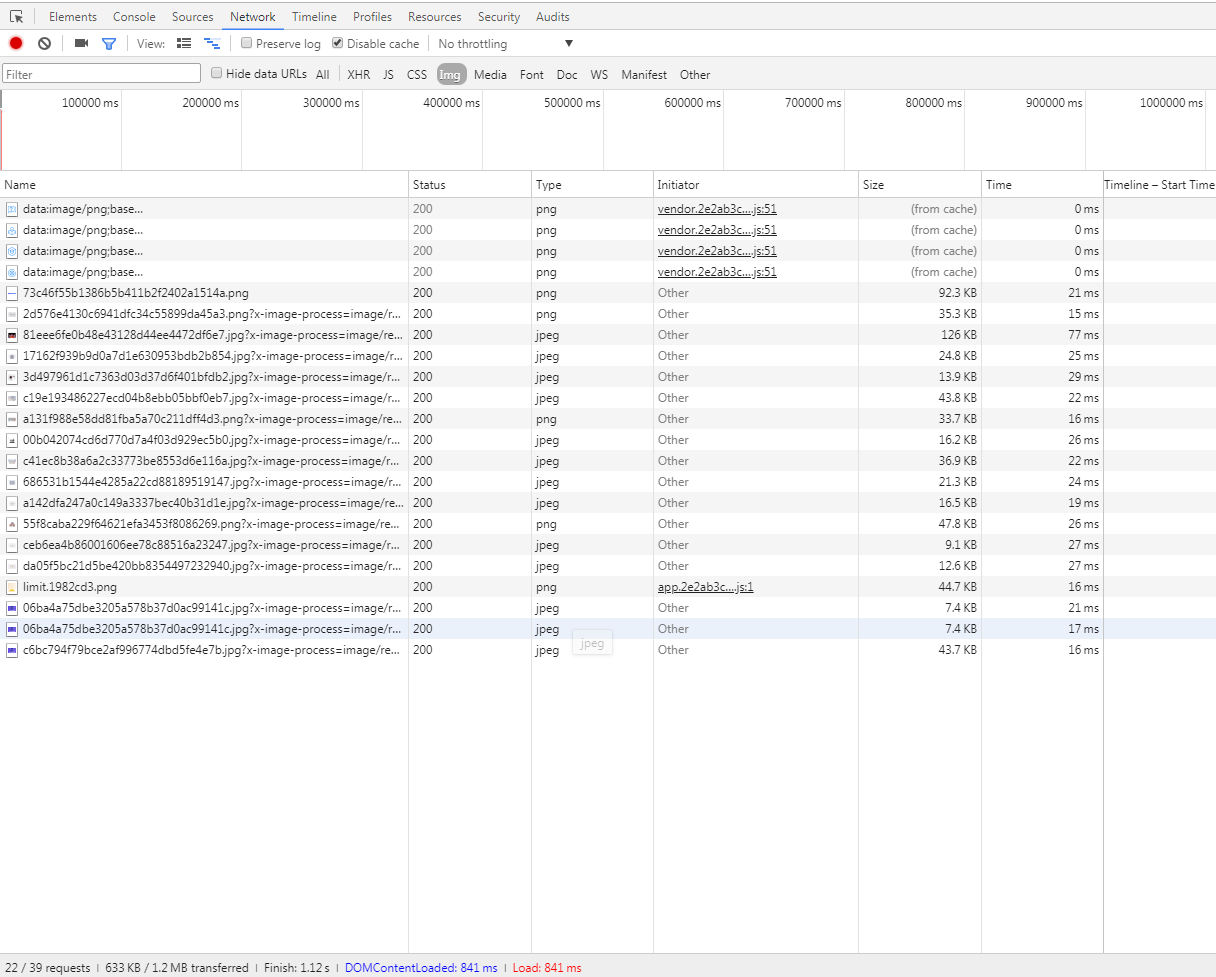 Elements Console Sources Network Timeline Profiles Resources Security Audits
View: Preserve log Disable cache No throttling ▼
Filter Hide data URLs All XHR JS CSS Img Media Font Doc WS Manifest Other
100000 ms 200000 ms 300000 ms 400000 ms 500000 ms 600000 ms 700000 ms 800000 ms 900000 ms 1000000 ms
Name Status Type Initiator Size Time Timeline – Start Time
data:image/png;base... 200 png vendor.2e2ab3c....js:51 (from cache) 0 ms
data:image/png;base... 200 png vendor.2e2ab3c....js:51 (from cache) 0 ms
data:image/png;base... 200 png vendor.2e2ab3c....js:51 (from cache) 0 ms
data:image/png;base... 200 png vendor.2e2ab3c....js:51 (from cache) 0 ms
73c46f55b1386b5b411b2f2402a1514a.png 200 png Other 92.3 KB 21 ms
2d576e4130c6941dfc34c55899da45a3.png?x-image-process=image/r... 200 png Other 35.3 KB 15 ms
81eee6fe0b48e43128d44ee4472df6e7.jpg?x-image-process=image/re... 200 jpeg Other 126 KB 77 ms
17162f939b9d0a7d1e630953bdb2b854.jpg?x-image-process=image/r... 200 jpeg Other 24.8 KB 25 ms
3d497961d1c7363d03d37d6f401bfdb2.jpg?x-image-process=image/r... 200 jpeg Other 13.9 KB 29 ms
c19e193486227ecd04b8ebb05bbf0eb7.jpg?x-image-process=image/r... 200 jpeg Other 43.8 KB 22 ms
a131f988e58dd81fba5a70c211dff4d3.png?x-image-process=image/re... 200 png Other 33.7 KB 16 ms
00b042074cd6d770d7a4f03d929ec5b0.jpg?x-image-process=image/r... 200 jpeg Other 16.2 KB 26 ms
c41ec8b38a6a2c33773be8553d6e116a.jpg?x-image-process=image/r... 200 jpeg Other 36.9 KB 22 ms
686531b1544e4285a22cd88189519147.jpg?x-image-process=image/r... 200 jpeg Other 21.3 KB 24 ms
a142dfa247a0c149a3337bec40b31d1e.jpg?x-image-process=image/re... 200 jpeg Other 16.5 KB 19 ms
55f8caba229f64621efa3453f8086269.png?x-image-process=image/re... 200 png Other 47.8 KB 26 ms
ceb6ea4b86001606ee78c88516a23247.jpg?x-image-process=image/r... 200 jpeg Other 9.1 KB 27 ms
da05f5bc21d5be420bb8354497232940.jpg?x-image-process=image/r... 200 jpeg Other 12.6 KB 27 ms
limit.1982cd3.png 200 png app.2e2ab3c....js:1 44.7 KB 16 ms
06ba4a75dbe3205a578b37d0ac99141c.jpg?x-image-process=image/r... 200 jpeg Other 7.4 KB 21 ms
06ba4a75dbe3205a578b37d0ac99141c.jpg?x-image-process=image/r... 200 jpeg Other 7.4 KB 17 ms
jpeg
c6bc794f79bce2af996774dbd5fe4e7b.jpg?x-image-process=image/re... 200 jpeg Other 43.7 KB 16 ms
22 / 39 requests | 633 KB / 1.2 MB transferred | Finish: 1.12 s | DOMContentLoaded: 841 ms | Load: 841 ms